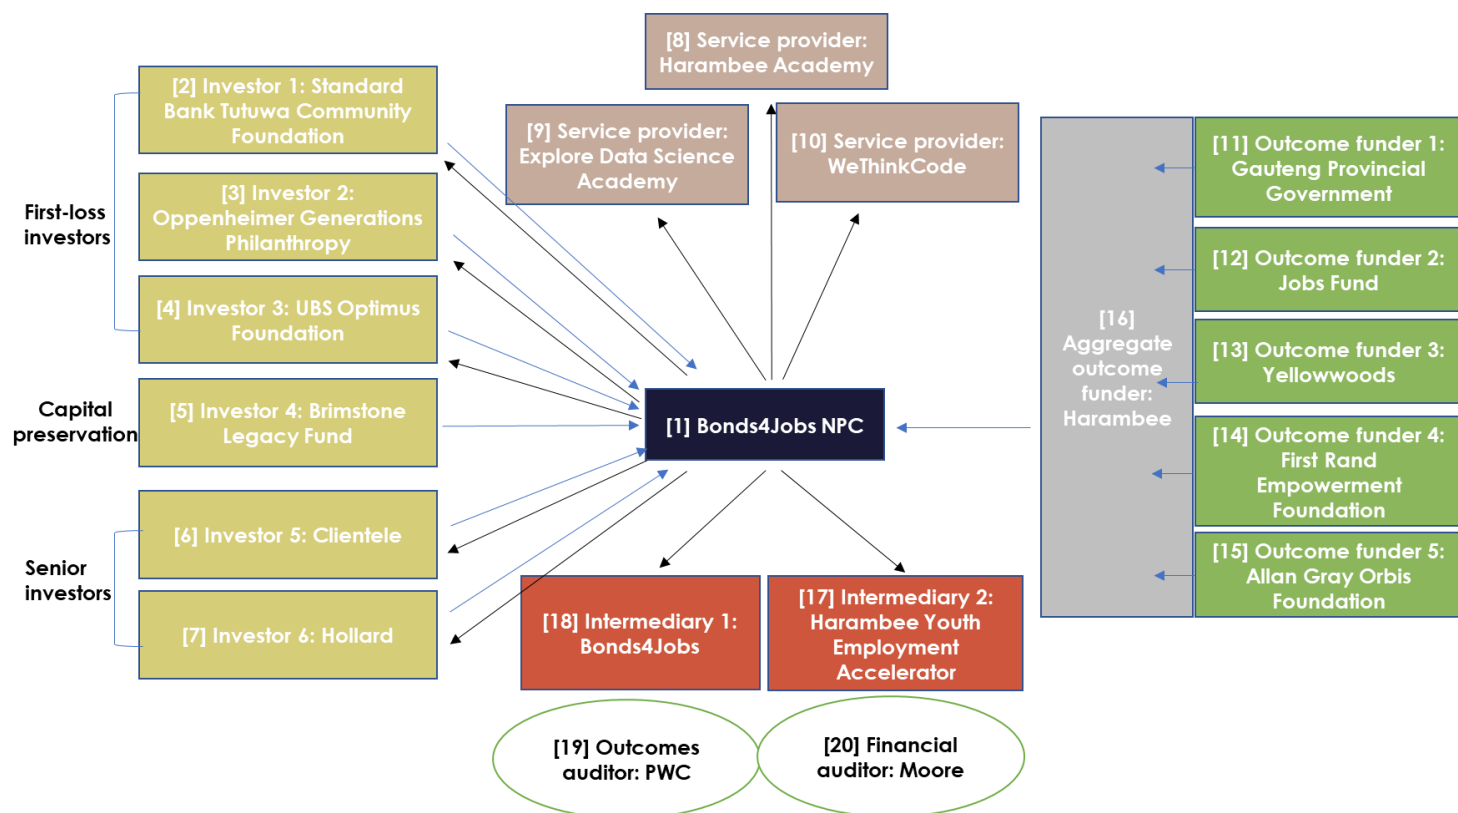 [8] Service provider:
Harambee Academy
[2] Investor 1: Standard
Bank Tutuwa Community
Foundation
[9] Service provider:
Explore Data Science
Academy
[10] Service provider:
WeThinkCode
[11] Outcome funder 1:
Gauteng Provincial
Government
First-loss
investors
[3] Investor 2:
Oppenheimer Generations
Philanthropy
[12] Outcome funder 2:
Jobs Fund
[4] Investor 3: UBS Optimus
Foundation
[16]
Aggregate
outcome
funder:
Harambee
[13] Outcome funder 3:
Yellowwoods
Capital
preservation
[5] Investor 4: Brimstone
Legacy Fund
[1] Bonds4Jobs NPC
[14] Outcome funder 4:
First Rand
Empowerment
Foundation
Senior
investors
[6] Investor 5: Clientele
[15] Outcome funder 5:
Allan Gray Orbis
Foundation
[7] Investor 6: Hollard
[18] Intermediary 1:
Bonds4Jobs
[17] Intermediary 2:
Harambee Youth
Employment
Accelerator
[19] Outcomes
auditor: PWC
[20] Financial
auditor: Moore